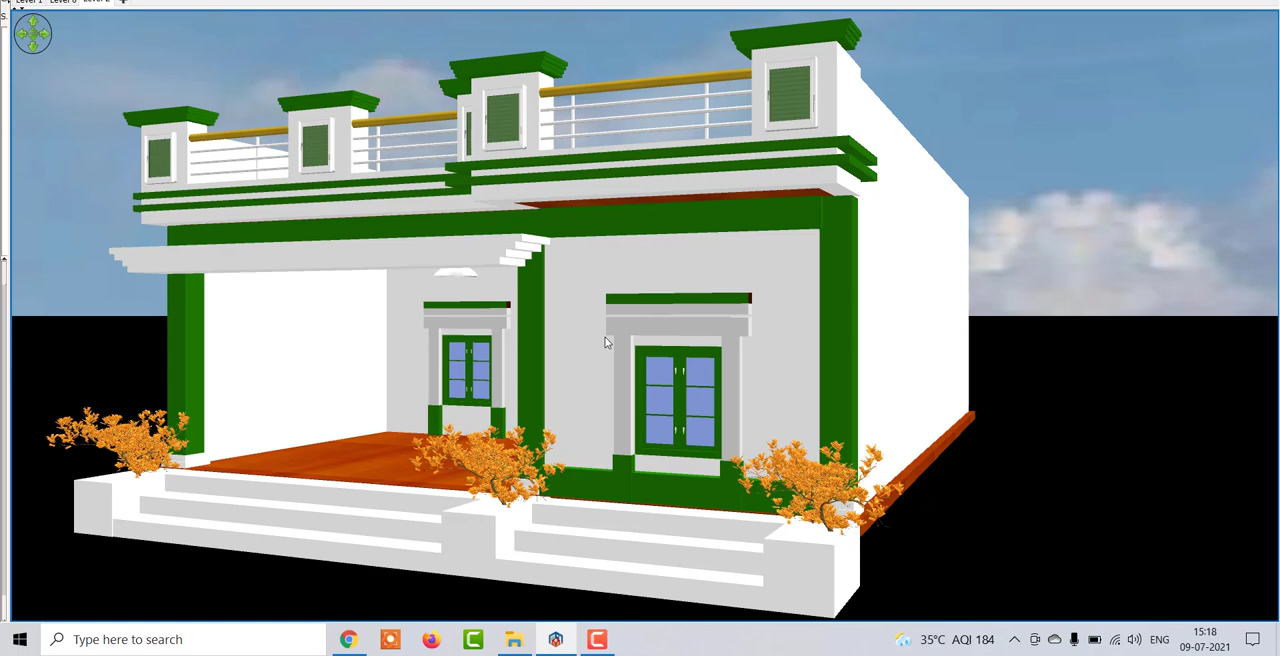 Type here to search
35°C AQI 184
ENG
15:18
09-07-2021